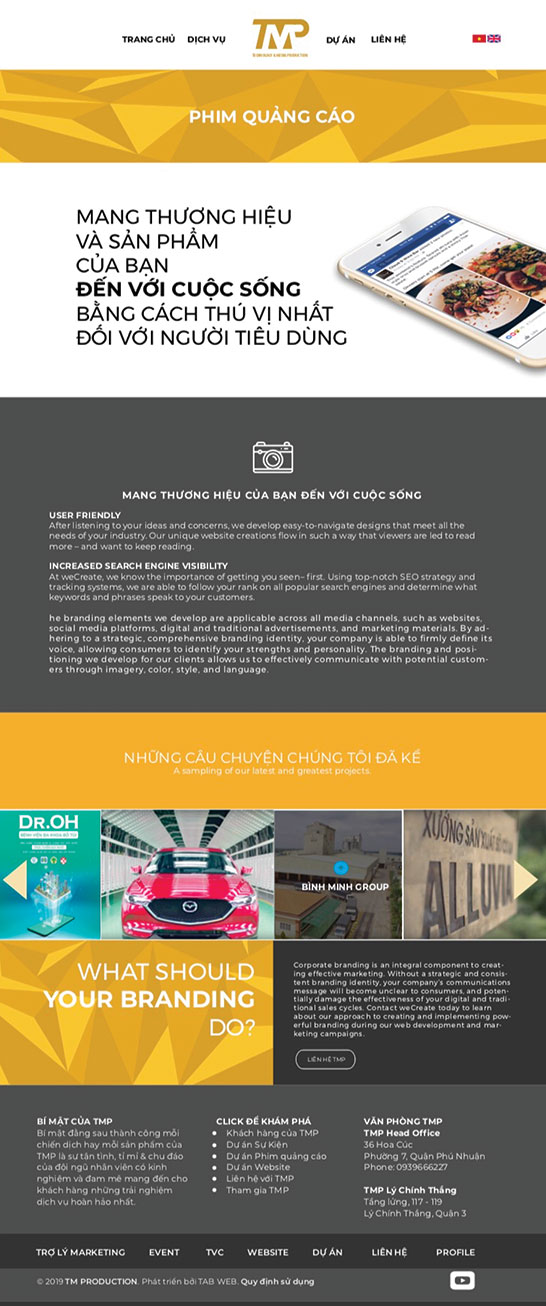 TRANG CHỦ DỊCH VỤ TMP DỰ ÁN LIÊN HỆ
PHIM QUẢNG CÁO
MANG THƯƠNG HIỆU
VÀ SẢN PHẨM
CỦA BẠN
ĐẾN VỚI CUỘC SỐNG
BẰNG CÁCH THÚ VỊ NHẤT
ĐỐI VỚI NGƯỜI TIÊU DÙNG
MANG THƯƠNG HIỆU CỦA BẠN ĐẾN VỚI CUỘC SỐNG
USER FRIENDLY
After listening to your ideas and concerns, we develop easy-to-navigate designs that meet all the
needs of your industry. Our unique website creations flow in such a way that viewers are led to read
more – and want to keep reading.
INCREASED SEARCH ENGINE VISIBILITY
At weCreate, we know the importance of getting you seen– first. Using top-notch SEO strategy and
tracking systems, we are able to follow your rank on all popular search engines and determine what
keywords and phrases speak to your customers.
he branding elements we develop are applicable across all media channels, such as websites,
social media platforms, digital and traditional advertisements, and marketing materials. By ad-
hering to a strategic, comprehensive branding identity, your company is able to firmly define its
voice, allowing consumers to identify your strengths and personality. The branding and posi-
tioning we develop for our clients allows us to effectively communicate with potential custom-
ers through imagery, color, style, and language.
NHỮNG CÂU CHUYỆN CHÚNG TÔI ĐÃ KỂ
A sampling of our latest and greatest projects.
DR.OH
BÌNH MINH GROUP
XƯỞNG SẢN
ALLUVI
WHAT SHOULD
YOUR BRANDING
DO?
Corporate branding is an integral component to creat-
ing effective marketing. Without a strategic and consis-
tent branding identity, your company's communications
message will become unclear to consumers, and poten-
tially damage the effectiveness of your digital and tradi-
tional sales cycles. Contact weCreate today to learn
about our approach to creating and implementing pow-
erful branding during our web development and mar-
keting campaigns.
LIÊN HỆ TMP
BÍ MẬT CỦA TMP
Bí mật đằng sau thành công mỗi
chiến dịch hay mỗi sản phẩm của
TMP là sự tận tình, tỉ mỉ & chu đáo
của đội ngũ nhân viên có kinh
nghiệm và đam mê mang đến cho
khách hàng những trải nghiệm
dịch vụ hoàn hảo nhất.
CLICK ĐỂ KHÁM PHÁ
● Khách hàng của TMP
● Dự án Sự Kiện
● Dự án Phim quảng cáo
● Dự án Website
● Liên hệ với TMP
● Tham gia TMP
VĂN PHÒNG TMP
TMP Head Office
36 Hoa Cúc
Phường 7, Quận Phú Nhuận
Phone: 0939666227
TMP Lý Chính Thắng
Tầng lửng, 117 - 119
Lý Chính Thắng, Quận 3
TRỢ LÝ MARKETING EVENT TVC WEBSITE DỰ ÁN LIÊN HỆ PROFILE
© 2019 TM PRODUCTION. Phát triển bởi TAB WEB. Quy định sử dụng